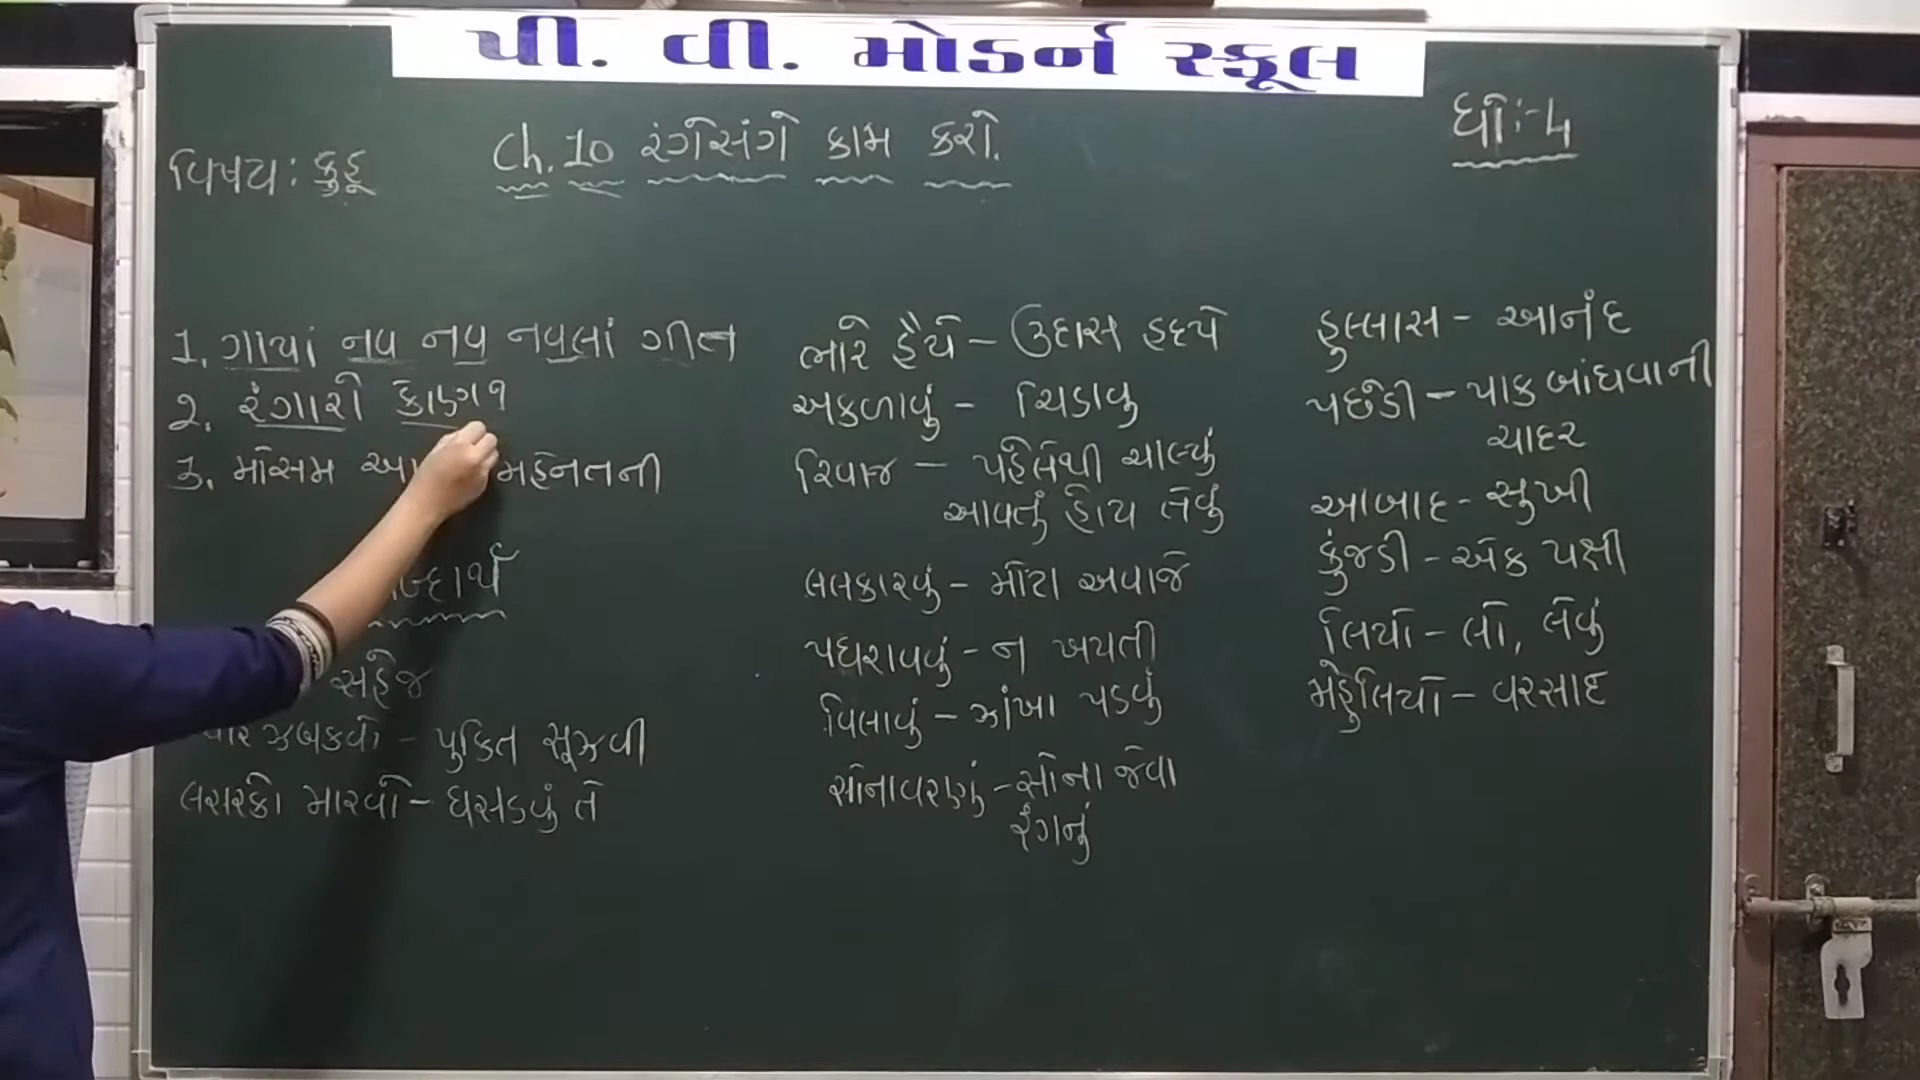 પી. વી. મોડર્ન સ્કૂલ
વિષય: કુહૂ
Ch. 10 રંગેસંગે કામ કરો.
ધો:-4
1. ગાયાં નવ નવ નવલાં ગીત
2. રંગારો ફાગણ
3. મોસમ મહેનતની
સહેજ
ઝબકવો - યુક્તિ સૂઝવી
લસરકો મારવો - ઘસડવું તે
ભારે હૈયે - ઉદાસ હૃદયે
અકળાવું - ચિડાવુ
રિવાજ - પહેલેથી ચાલ્યું
આવતું હોય તેવું
લલકારવું - મોટા અવાજે
પધરાવવું - ન ખપતી
વિલાવું - ઝાંખા પડવું
સોનાવરણું - સોના જેવા
રંગનું
હુલ્લાસ - આનંદ
પછેડી - પાક બાંધવાની
ચાદર
આબાદ - સુખી
કુંજડી - એક પક્ષી
લિયો - લો, લેવું
મેહુલિયો - વરસાદ